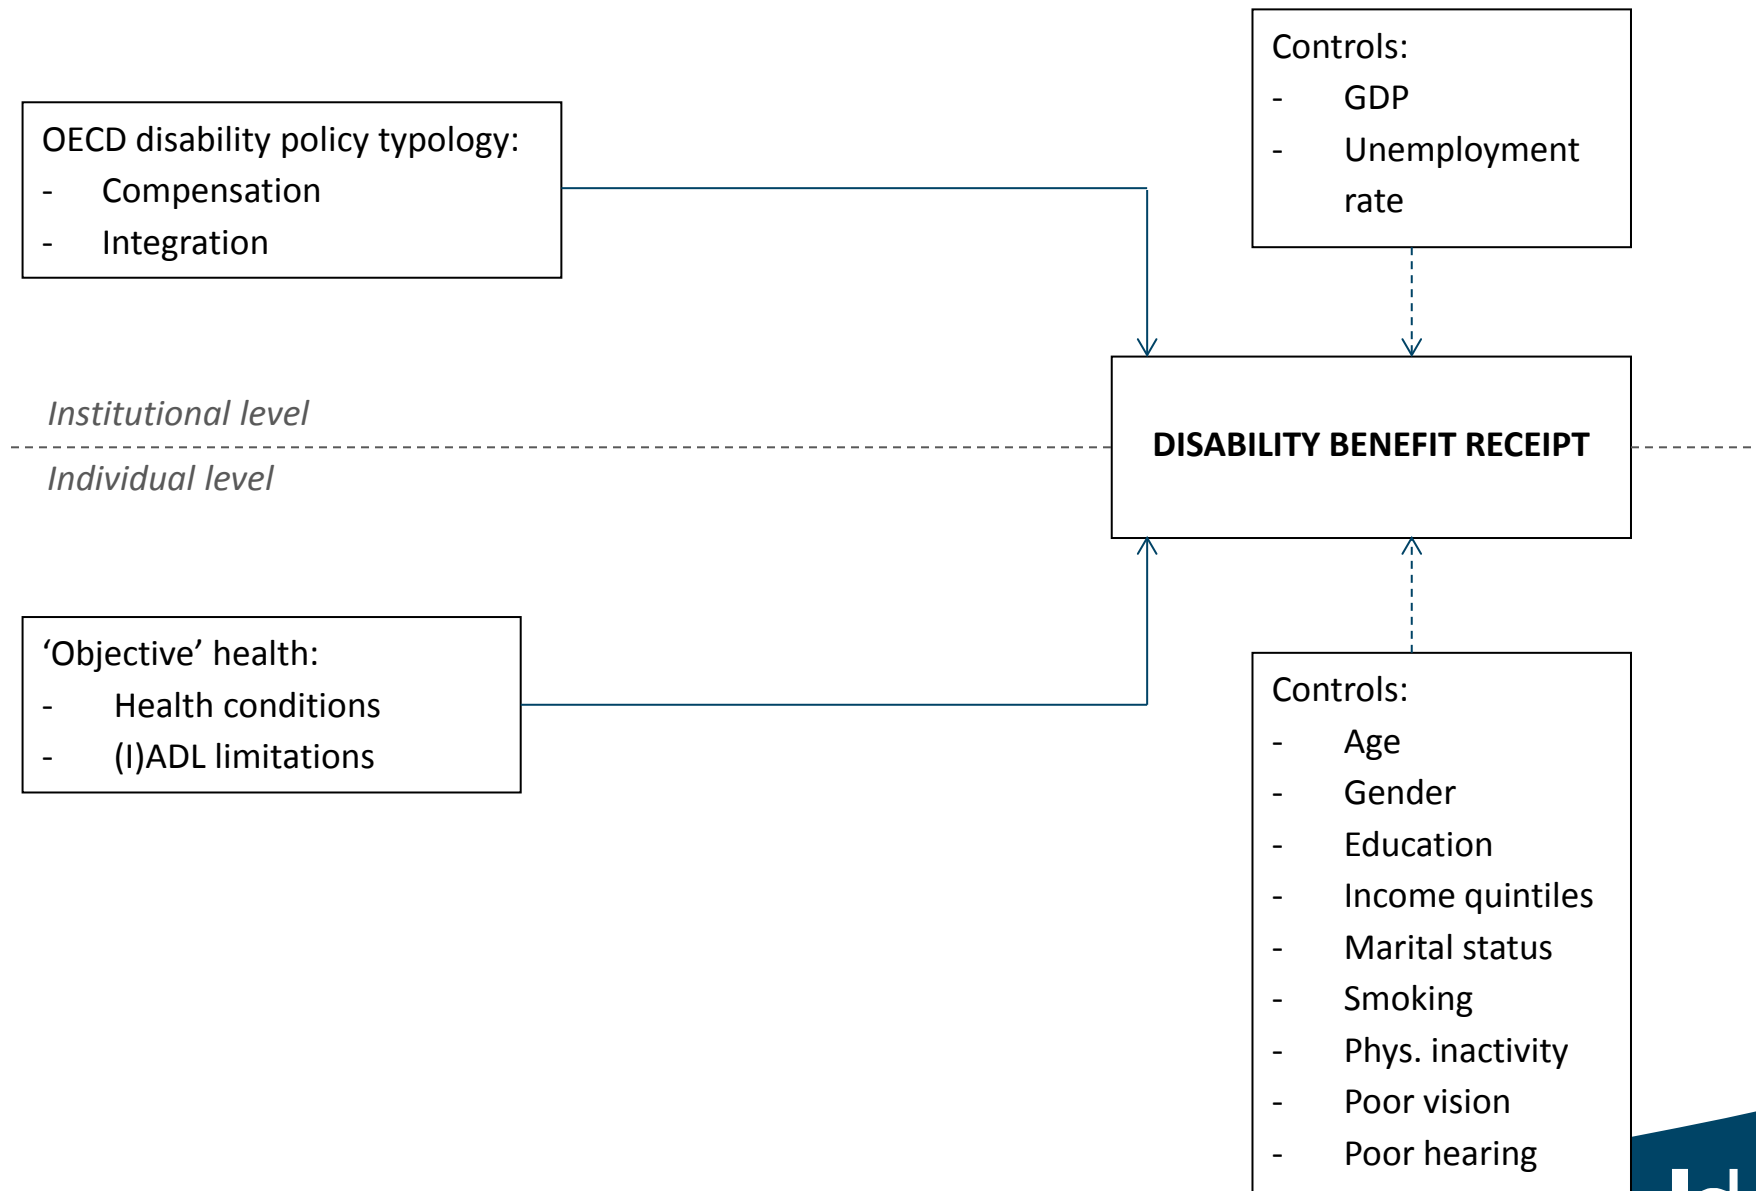 Controls:
- GDP
- Unemployment
rate
OECD disability policy typology:
- Compensation
- Integration
Institutional level
DISABILITY BENEFIT RECEIPT
Individual level
‘Objective’ health:
- Health conditions
- (I)ADL limitations
Controls:
- Age
- Gender
- Education
- Income quintiles
- Marital status
- Smoking
- Phys. inactivity
- Poor vision
- Poor hearing